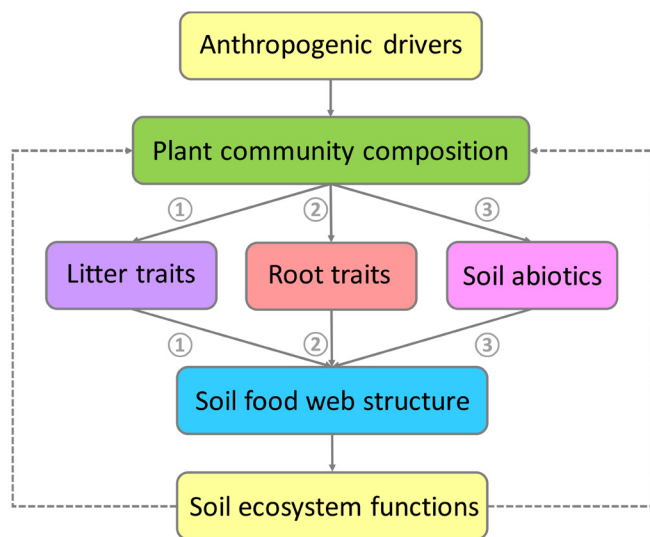 Anthropogenic drivers
Plant community composition
① ② ③
Litter traits
Root traits
Soil abiotics
① ② ③
Soil food web structure
Soil ecosystem functions